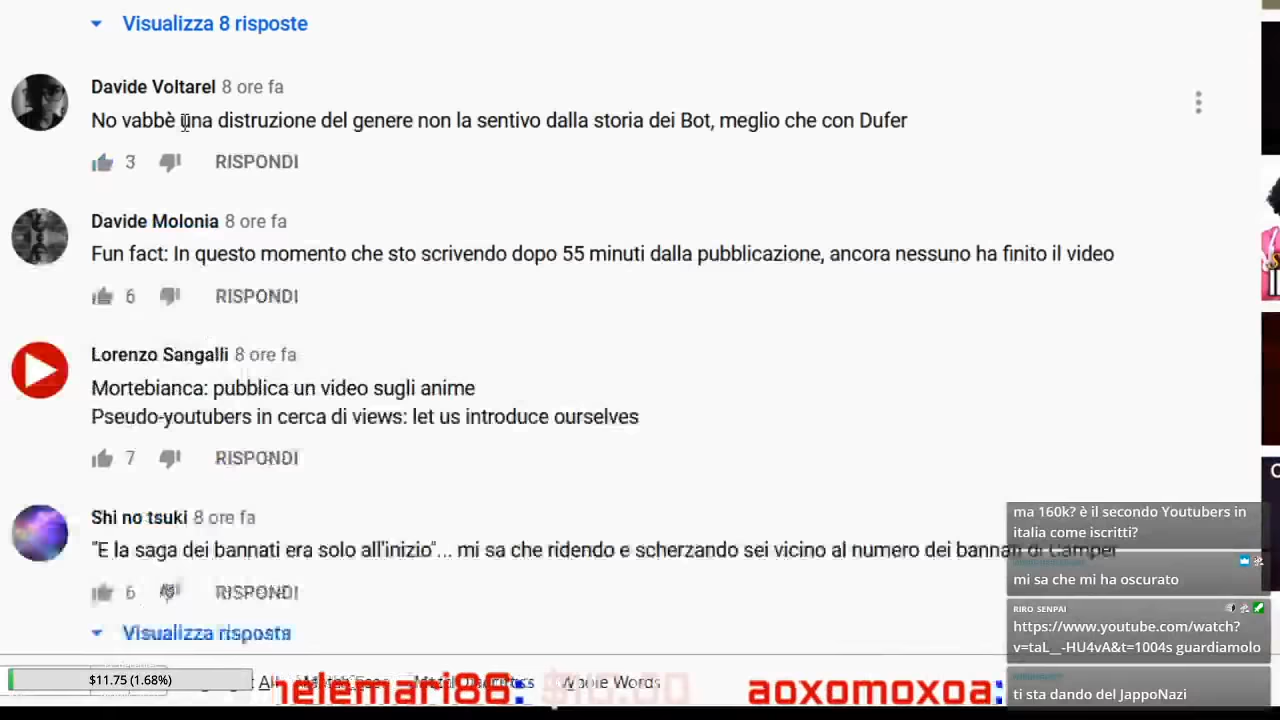 Visualizza 8 risposte
Davide Voltarel 8 ore fa
No vabbè una distruzione del genere non la sentivo dalla storia dei Bot, meglio che con Dufer
3 RISPONDI
Davide Molonia 8 ore fa
Fun fact: In questo momento che sto scrivendo dopo 55 minuti dalla pubblicazione, ancora nessuno ha finito il video
6 RISPONDI
Lorenzo Sangalli 8 ore fa
Mortebianca: pubblica un video sugli anime
Pseudo-youtubers in cerca di views: let us introduce ourselves
7 RISPONDI
Shi no tsuki 8 ore fa
"E la saga dei bannati era solo all'inizio"... mi sa che ridendo e scherzando sei vicino al numero dei bannati di Camper
6 RISPONDI
Visualizza risposta
ma 160k? è il secondo Youtubers in
italia come iscritti?
mi sa che mi ha oscurato
RIRO SENPAI
https://www.youtube.com/watch?
v=taL__-HU4vA&t=1004s guardiamolo
ti sta dando del JappoNazi
$11.75 (1.68%)
helemari86: aoxomoxoa:
Whole Words